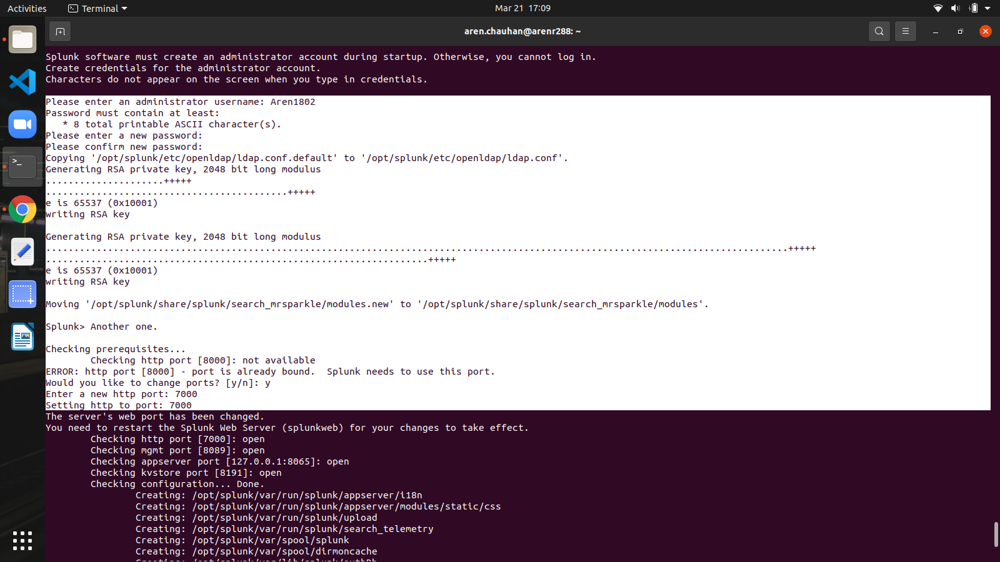 Activities
Terminal
Mar 21 17:09
aren.chauhan@arenr288: ~
Splunk software must create an administrator account during startup. Otherwise, you cannot log in.
Create credentials for the administrator account.
Characters do not appear on the screen when you type in credentials.
Please enter an administrator username: Aren1802
Password must contain at least:
   * 8 total printable ASCII character(s).
Please enter a new password:
Please confirm new password:
Copying '/opt/splunk/etc/openldap/ldap.conf.default' to '/opt/splunk/etc/openldap/ldap.conf'.
Generating RSA private key, 2048 bit long modulus
.....................+++++
...........................................+++++
e is 65537 (0x10001)
writing RSA key
Generating RSA private key, 2048 bit long modulus
....................................................................................................................................+++++
....................................................................+++++
e is 65537 (0x10001)
writing RSA key
Moving '/opt/splunk/share/splunk/search_mrsparkle/modules.new' to '/opt/splunk/share/splunk/search_mrsparkle/modules'.
Splunk> Another one.
Checking prerequisites...
        Checking http port [8000]: not available
ERROR: http port [8000] - port is already bound.  Splunk needs to use this port.
Would you like to change ports? [y/n]: y
Enter a new http port: 7000
Setting http to port: 7000
The server's web port has been changed.
You need to restart the Splunk Web Server (splunkweb) for your changes to take effect.
        Checking http port [7000]: open
        Checking mgmt port [8089]: open
        Checking appserver port [127.0.0.1:8065]: open
        Checking kvstore port [8191]: open
        Checking configuration... Done.
                Creating: /opt/splunk/var/run/splunk/appserver/i18n
                Creating: /opt/splunk/var/run/splunk/appserver/modules/static/css
                Creating: /opt/splunk/var/run/splunk/upload
                Creating: /opt/splunk/var/run/splunk/search_telemetry
                Creating: /opt/splunk/var/spool/splunk
                Creating: /opt/splunk/var/spool/dirmoncache